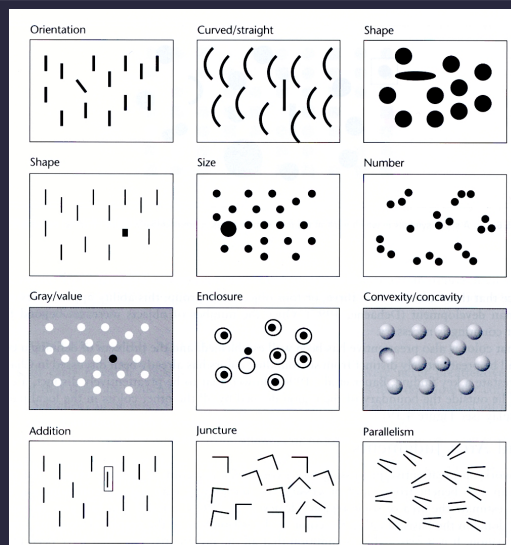 Orientation
Curved/straight
Shape
Shape
Size
Number
Gray/value
Enclosure
Convexity/concavity
Addition
Juncture
Parallelism